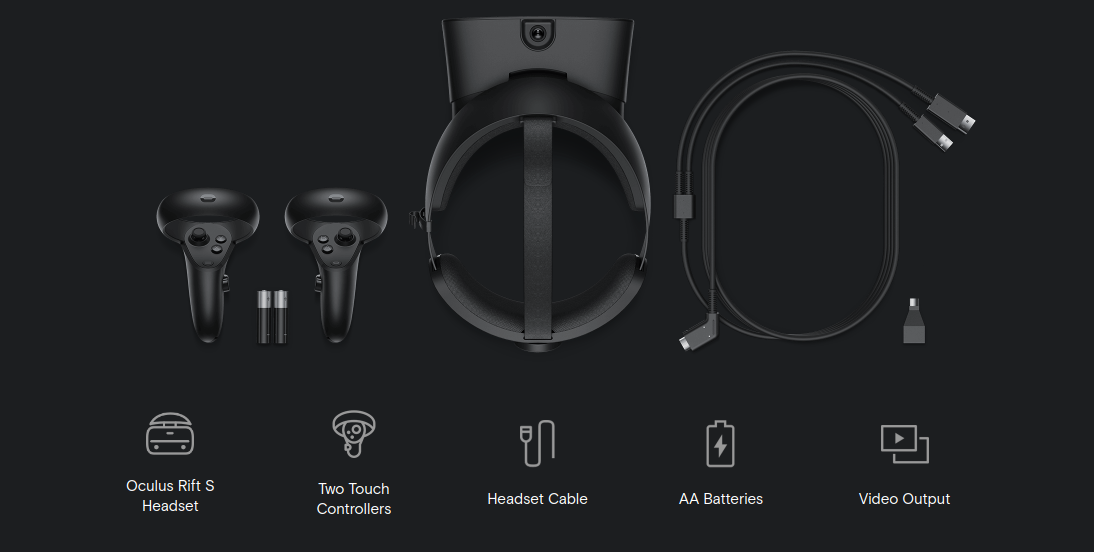 Oculus Rift S
Headset
Two Touch
Controllers
Headset Cable
AA Batteries
Video Output